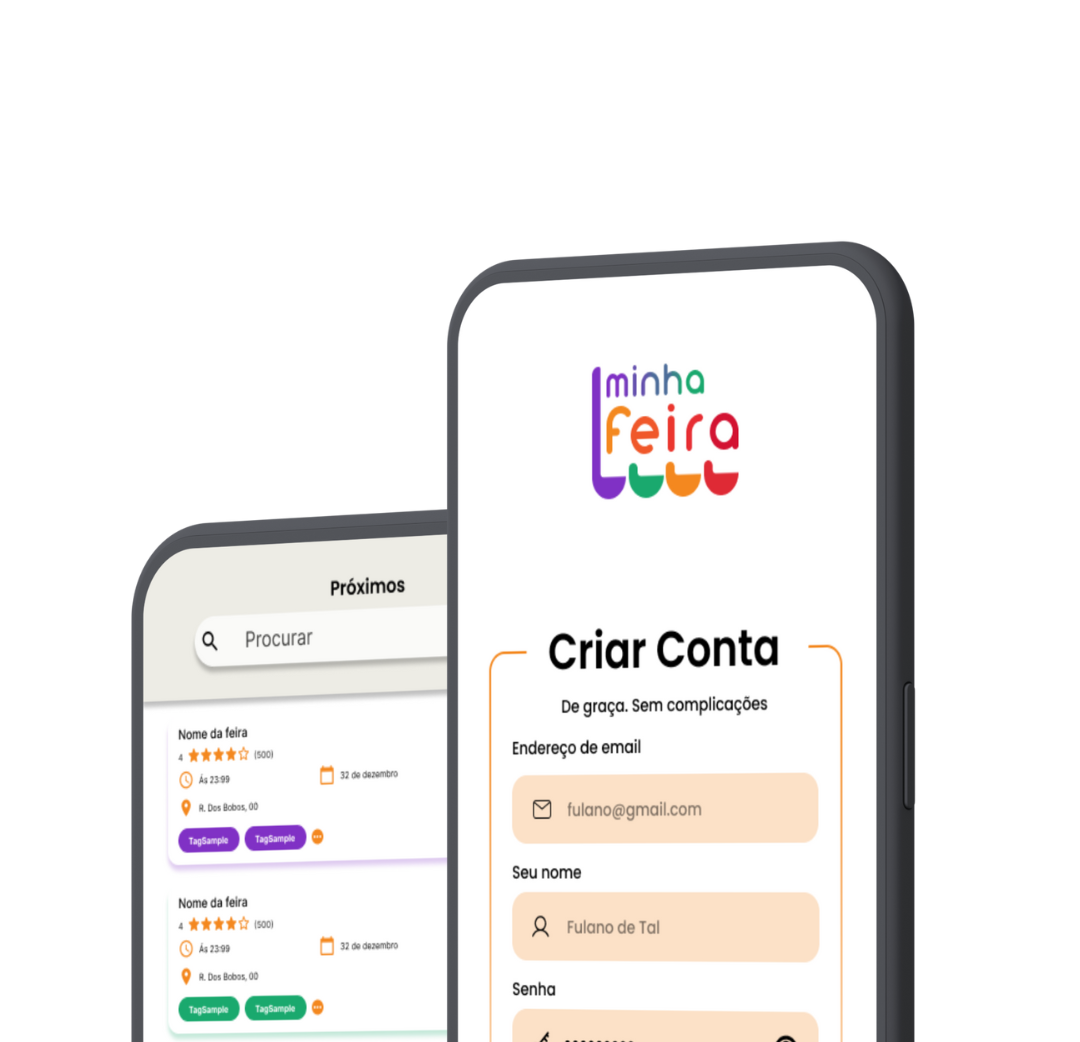 minha
feira
Criar Conta
De graça. Sem complicações
Endereço de email
fulano@gmail.com
Seu nome
Fulano de Tal
Senha
Próximos
Procurar
Nome da feira
4 (500)
Ás 23:99 32 de dezembro
R. Dos Bobos, 00
TagSample TagSample
Nome da feira
4 (500)
Ás 23:99 32 de dezembro
R. Dos Bobos, 00
TagSample TagSample